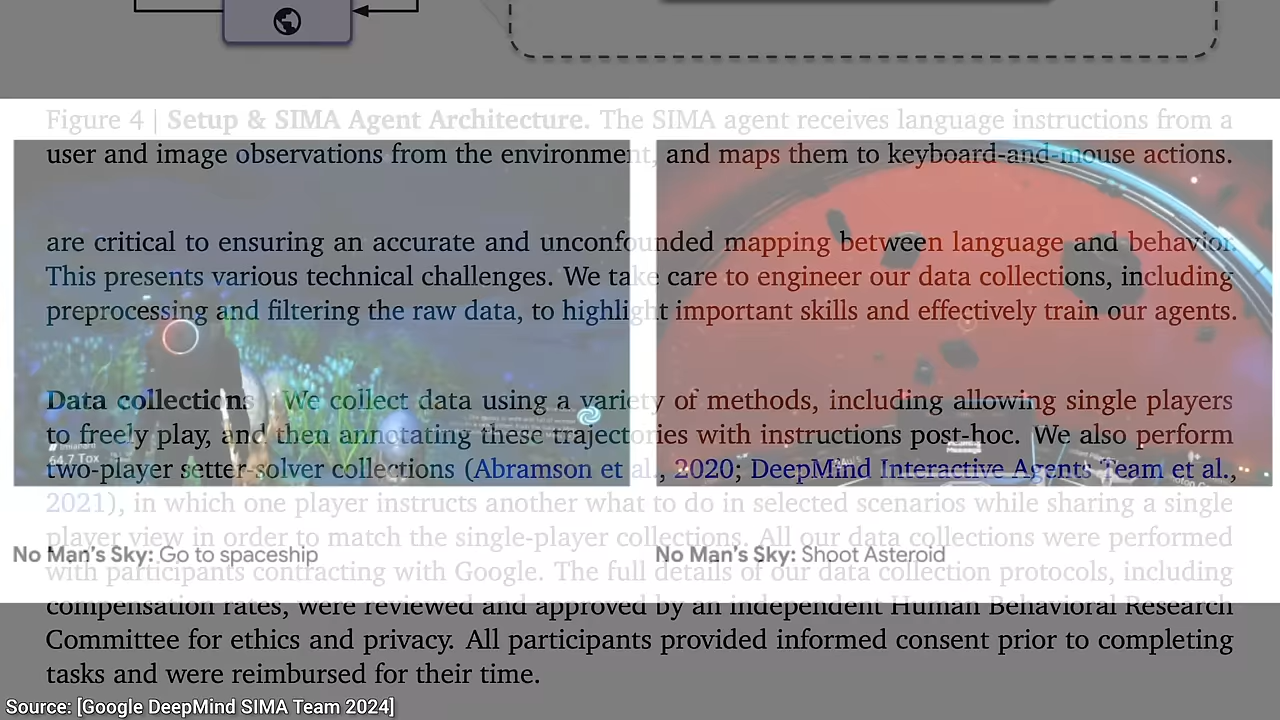 Figure 4 | Setup & SIMA Agent Architecture. The SIMA agent receives language instructions from a
user and image observations from the environment, and maps them to keyboard-and-mouse actions.
are critical to ensuring an accurate and unconfounded mapping between language and behavior.
This presents various technical challenges. We take care to engineer our data collections, including
preprocessing and filtering the raw data, to highlight important skills and effectively train our agents.
Data collections We collect data using a variety of methods, including allowing single players
to freely play, and then annotating these trajectories with instructions post-hoc. We also perform
64.7 Tox
two-player setter-solver collections (Abramson et al., 2020; DeepMind Interactive Agents Team et al.,
2021), in which one player instructs another what to do in selected scenarios while sharing a single
player view in order to match the single-player collections. All our data collections were performed
No Man's Sky: Go to spaceship
No Man's Sky: Shoot Asteroid
with participants contracting with Google. The full details of our data collection protocols, including
compensation rates, were reviewed and approved by an independent Human Behavioral Research
Committee for ethics and privacy. All participants provided informed consent prior to completing
tasks and were reimbursed for their time.
Source: [Google DeepMind SIMA Team 2024]